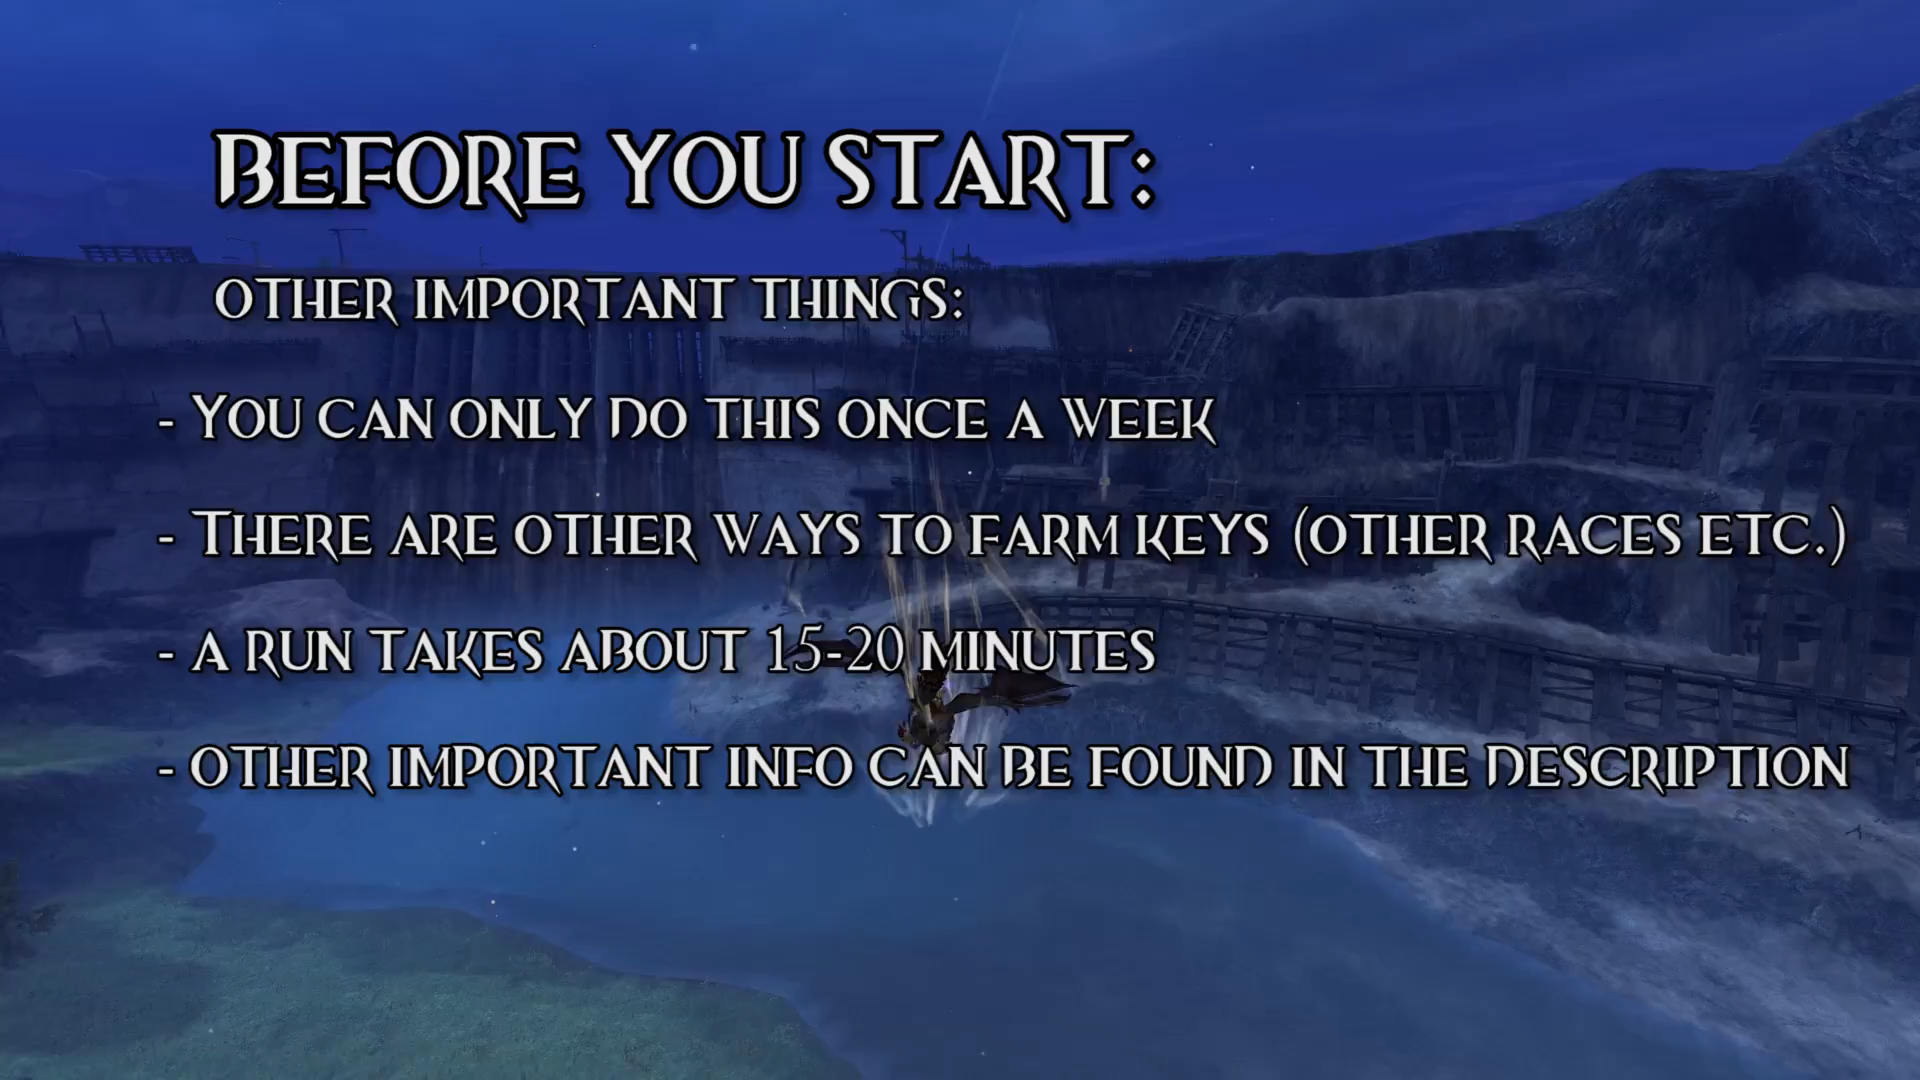 BEFORE YOU START:
OTHER IMPORTANT THINGS:
- YOU CAN ONLY DO THIS ONCE A WEEK
- THERE ARE OTHER WAYS TO FARM KEYS (OTHER RACES ETC.)
- A RUN TAKES ABOUT 15-20 MINUTES
- OTHER IMPORTANT INFO CAN BE FOUND IN THE DESCRIPTION